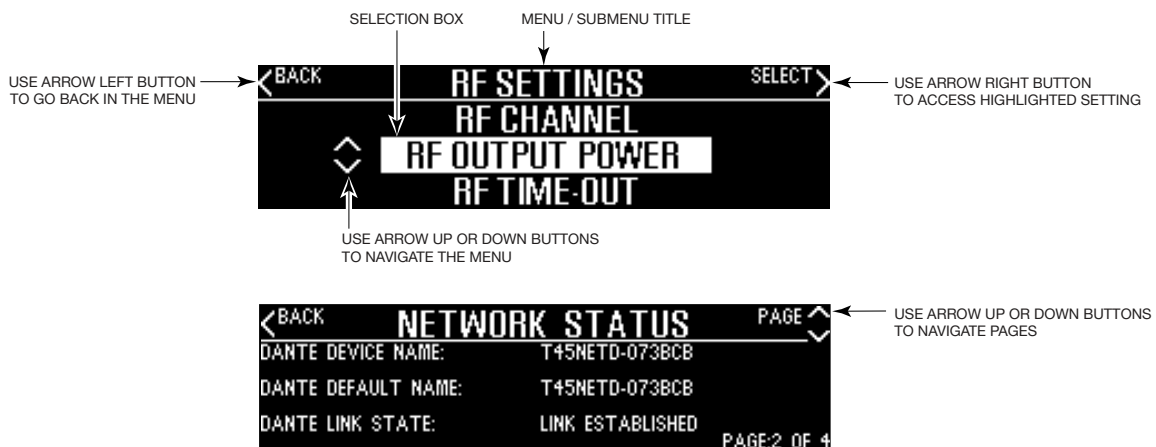 SELECTION BOX
MENU / SUBMENU TITLE
USE ARROW LEFT BUTTON
TO GO BACK IN THE MENU
BACK
RF SETTINGS
SELECT
USE ARROW RIGHT BUTTON
TO ACCESS HIGHLIGHTED SETTING
RF CHANNEL
RF OUTPUT POWER
RF TIME-OUT
USE ARROW UP OR DOWN BUTTONS
TO NAVIGATE THE MENU
BACK
NETWORK STATUS
PAGE
USE ARROW UP OR DOWN BUTTONS
TO NAVIGATE PAGES
DANTE DEVICE NAME: T45NETD-073BCB
DANTE DEFAULT NAME: T45NETD-073BCB
DANTE LINK STATE: LINK ESTABLISHED
PAGE:2 OF 4